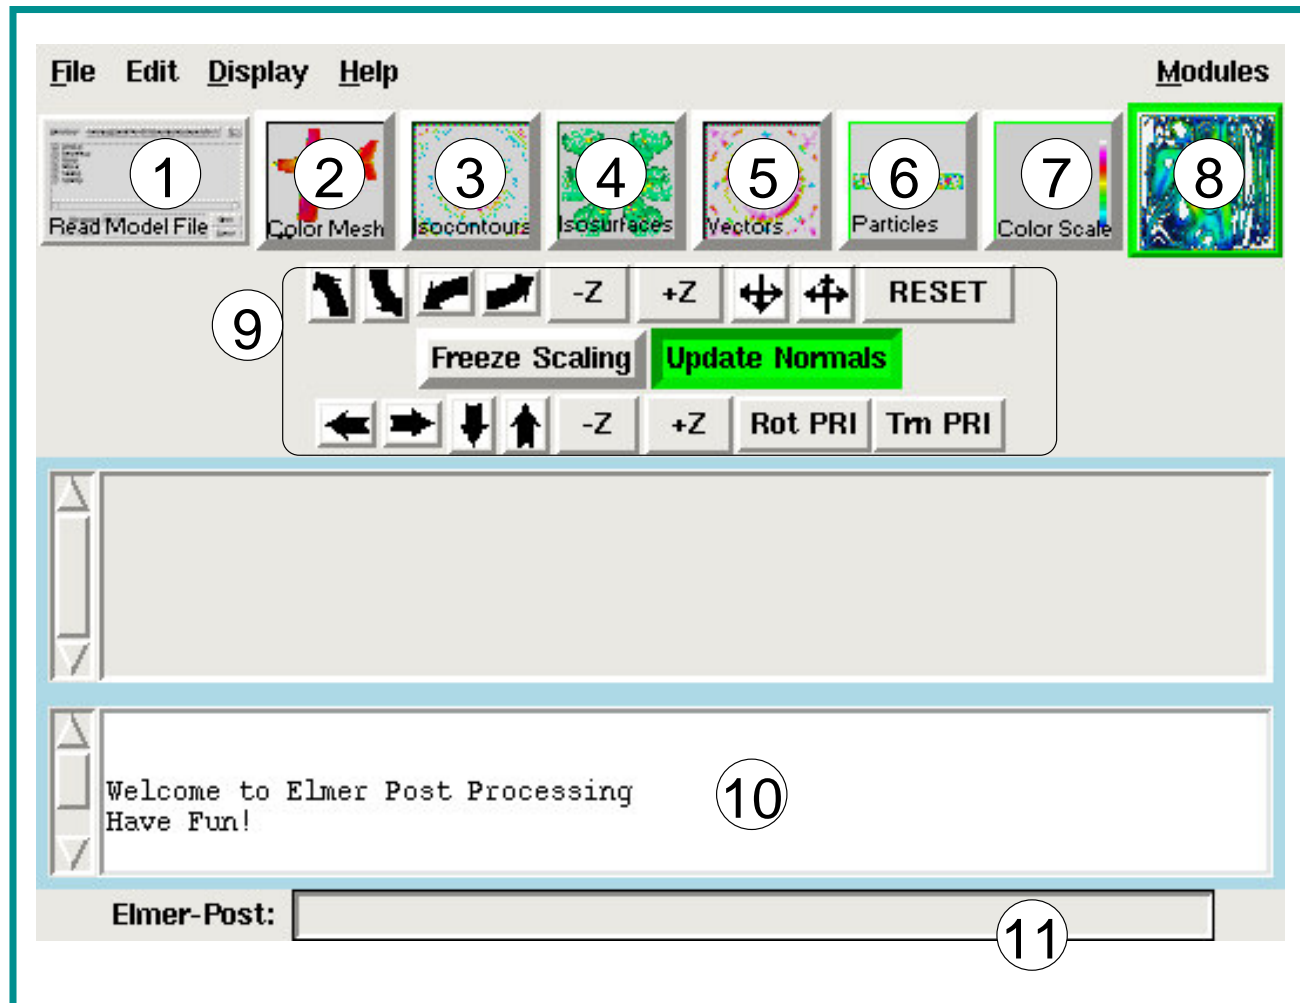 File Edit Display Help Modules
1 2 3 4 5 6 7 8
Read Model File Color Mesh Isocontours Isosurfaces Vectors Particles Color Scale
9
-Z +Z RESET
Freeze Scaling Update Normals
-Z +Z Rot PRI Trn PRI
Welcome to Elmer Post Processing
Have Fun!
10
Elmer-Post:
11